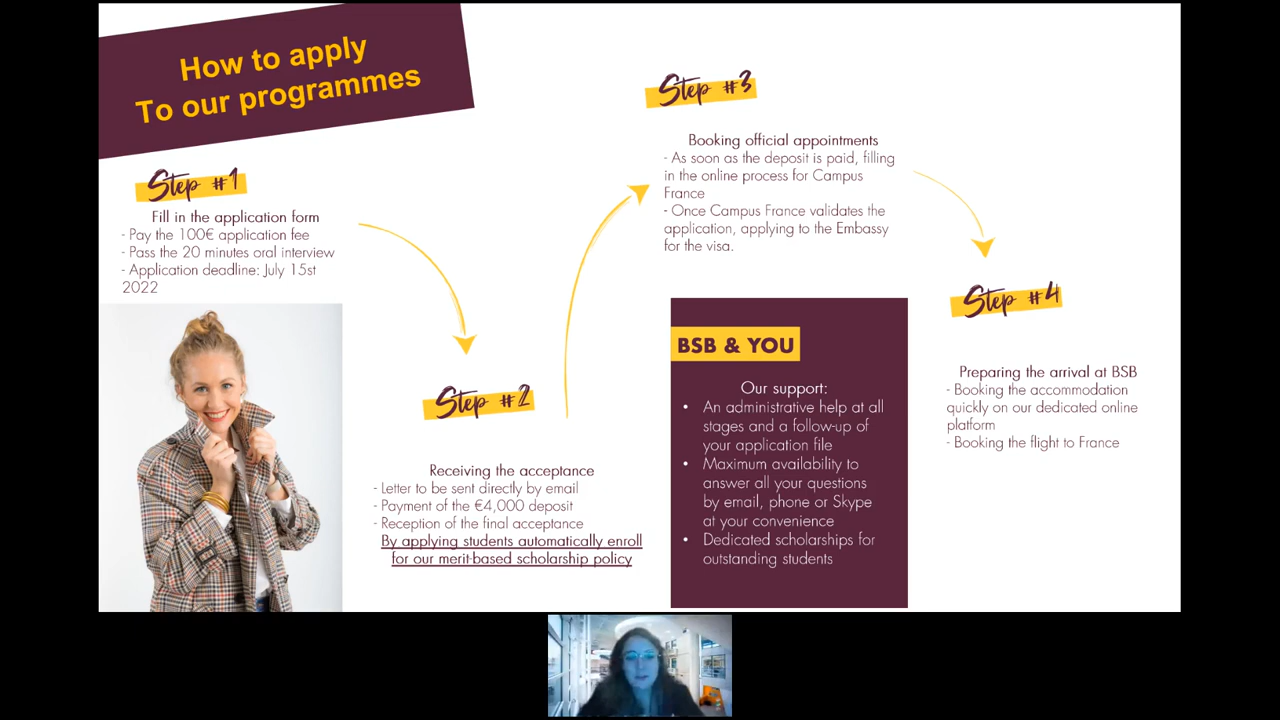 How to apply
To our programmes
Step #1
Fill in the application form
- Pay the 100€ application fee
- Pass the 20 minutes oral interview
- Application deadline: July 15st
2022
Step #2
Receiving the acceptance
- Letter to be sent directly by email
- Payment of the €4,000 deposit
- Reception of the final acceptance
By applying students automatically enroll
for our merit-based scholarship policy
Step #3
Booking official appointments
- As soon as the deposit is paid, filling
in the online process for Campus
France
- Once Campus France validates the
application, applying to the Embassy
for the visa.
BSB & YOU
Our support:
• An administrative help at all
stages and a follow-up of
your application file
• Maximum availability to
answer all your questions
by email, phone or Skype
at your convenience
• Dedicated scholarships for
outstanding students
Step #4
Preparing the arrival at BSB
- Booking the accommodation
quickly on our dedicated online
platform
- Booking the flight to France